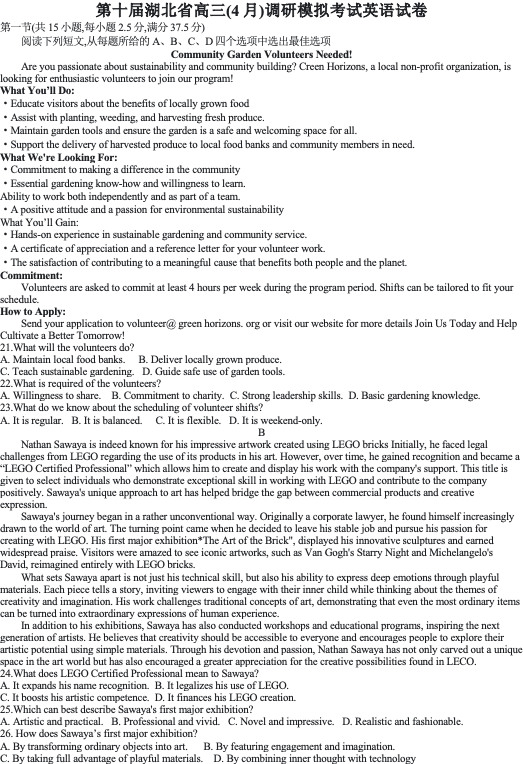 第十届湖北省高三(4 月)调研模拟考试英语试卷
第一节(共 15 小题,每小题 2.5 分,满分 37.5 分)
阅读下列短文,从每题所给的 A、B、C、D 四个选项中选出最佳选项
Community Garden Volunteers Needed!
Are you passionate about sustainability and community building? Creen Horizons, a local non-profit organization, is
looking for enthusiastic volunteers to join our program!
What You'll Do:
·Educate visitors about the benefits of locally grown food
·Assist with planting, weeding, and harvesting fresh produce.
·Maintain garden tools and ensure the garden is a safe and welcoming space for all.
·Support the delivery of harvested produce to local food banks and community members in need.
What We're Looking For:
·Commitment to making a difference in the community
·Essential gardening know-how and willingness to learn.
Ability to work both independently and as part of a team.
·A positive attitude and a passion for environmental sustainability
What You'll Gain:
·Hands-on experience in sustainable gardening and community service.
·A certificate of appreciation and a reference letter for your volunteer work.
·The satisfaction of contributing to a meaningful cause that benefits both people and the planet.
Commitment:
Volunteers are asked to commit at least 4 hours per week during the program period. Shifts can be tailored to fit your
schedule.
How to Apply:
Send your application to volunteer@ green horizons. org or visit our website for more details Join Us Today and Help
Cultivate a Better Tomorrow!
21.What will the volunteers do?
A. Maintain local food banks. B. Deliver locally grown produce.
C. Teach sustainable gardening. D. Guide safe use of garden tools.
22.What is required of the volunteers?
A. Willingness to share. B. Commitment to charity. C. Strong leadership skills. D. Basic gardening knowledge.
23.What do we know about the scheduling of volunteer shifts?
A. It is regular. B. It is balanced. C. It is flexible. D. It is weekend-only.
B
Nathan Sawaya is indeed known for his impressive artwork created using LEGO bricks Initially, he faced legal
challenges from LEGO regarding the use of its products in his art. However, over time, he gained recognition and became a
“LEGO Certified Professional” which allows him to create and display his work with the company's support. This title is
given to select individuals who demonstrate exceptional skill in working with LEGO and contribute to the company
positively. Sawaya's unique approach to art has helped bridge the gap between commercial products and creative
expression.
Sawaya's journey began in a rather unconventional way. Originally a corporate lawyer, he found himself increasingly
drawn to the world of art. The turning point came when he decided to leave his stable job and pursue his passion for
creating with LEGO. His first major exhibition*The Art of the Brick", displayed his innovative sculptures and earned
widespread praise. Visitors were amazed to see iconic artworks, such as Van Gogh's Starry Night and Michelangelo's
David, reimagined entirely with LEGO bricks.
What sets Sawaya apart is not just his technical skill, but also his ability to express deep emotions through playful
materials. Each piece tells a story, inviting viewers to engage with their inner child while thinking about the themes of
creativity and imagination. His work challenges traditional concepts of art, demonstrating that even the most ordinary items
can be turned into extraordinary expressions of human experience.
In addition to his exhibitions, Sawaya has also conducted workshops and educational programs, inspiring the next
generation of artists. He believes that creativity should be accessible to everyone and encourages people to explore their
artistic potential using simple materials. Through his devotion and passion, Nathan Sawaya has not only carved out a unique
space in the art world but has also encouraged a greater appreciation for the creative possibilities found in LECO.
24.What does LEGO Certified Professional mean to Sawaya?
A. It expands his name recognition. B. It legalizes his use of LEGO.
C. It boosts his artistic competence. D. It finances his LEGO creation.
25.Which can best describe Sawaya's first major exhibition?
A. Artistic and practical. B. Professional and vivid. C. Novel and impressive. D. Realistic and fashionable.
26. How does Sawaya's first major exhibition?
A. By transforming ordinary objects into art. B. By featuring engagement and imagination.
C. By taking full advantage of playful materials. D. By combining inner thought with technology